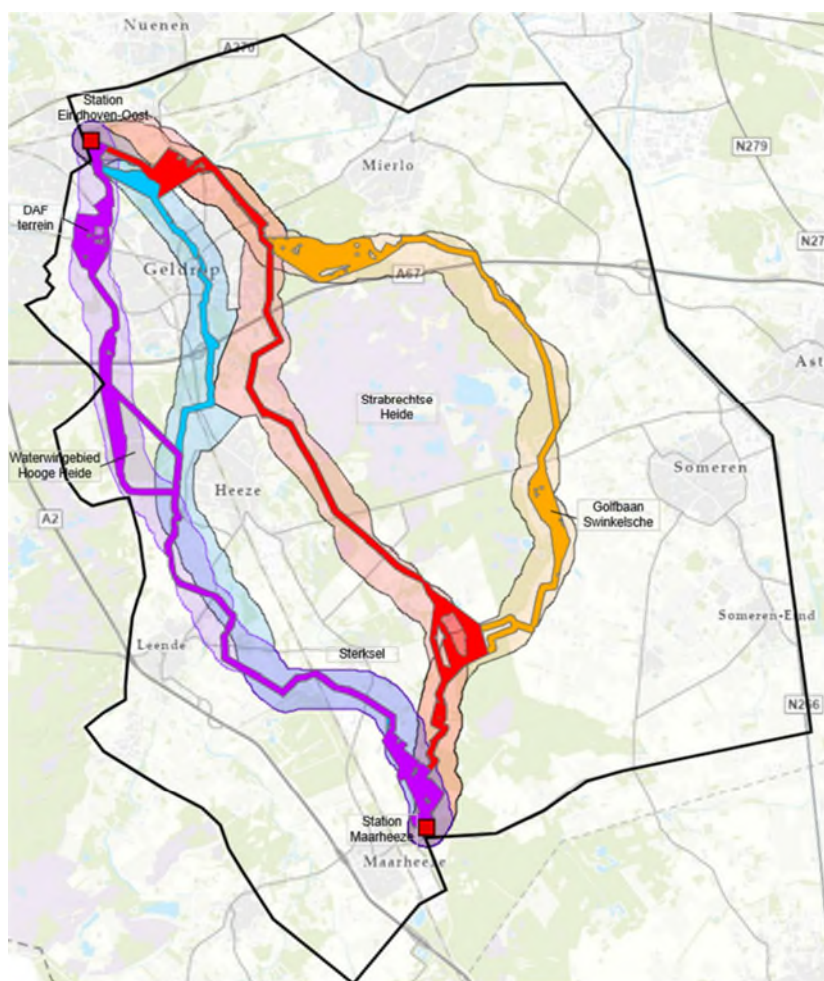 Nuenen
A270
Station
Eindhoven-Oost
N279
Mierlo
DAF
terrein
N27
Geldrop
A67
Ast
Strabrechtse
Heide
Waterwingebied
Hooge Heide
Someren
Heeze
Golfbaan
Swinkelsche
A2
Someren-Eind
Leende
Sterksel
N266
Station
Maarheeze
Maarheeze